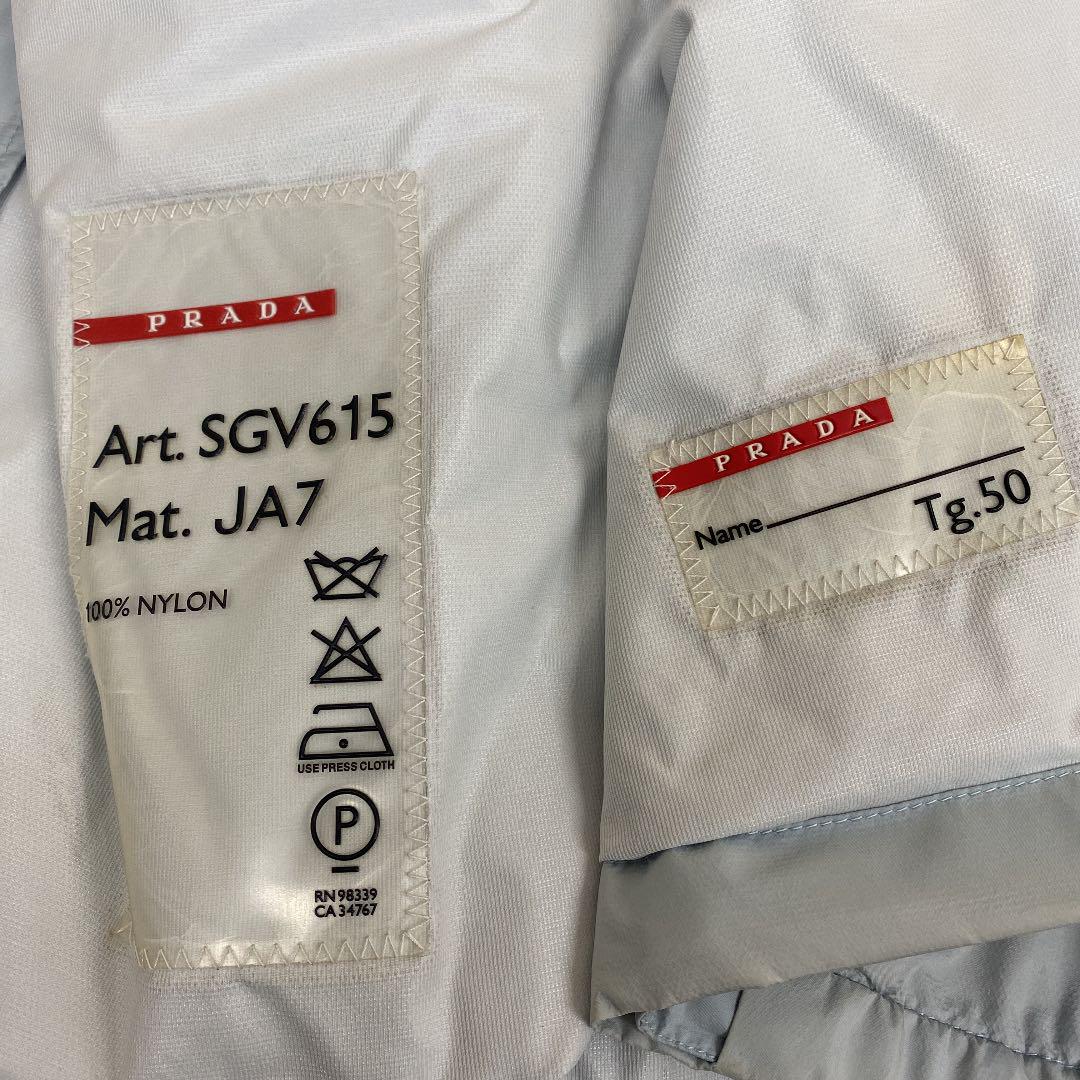 PRADA
Art. SGV615
Mat. JA7
100% NYLON
USE PRESS CLOTH
P
RN 98339
CA 34767
PRADA
Name
Tg.50